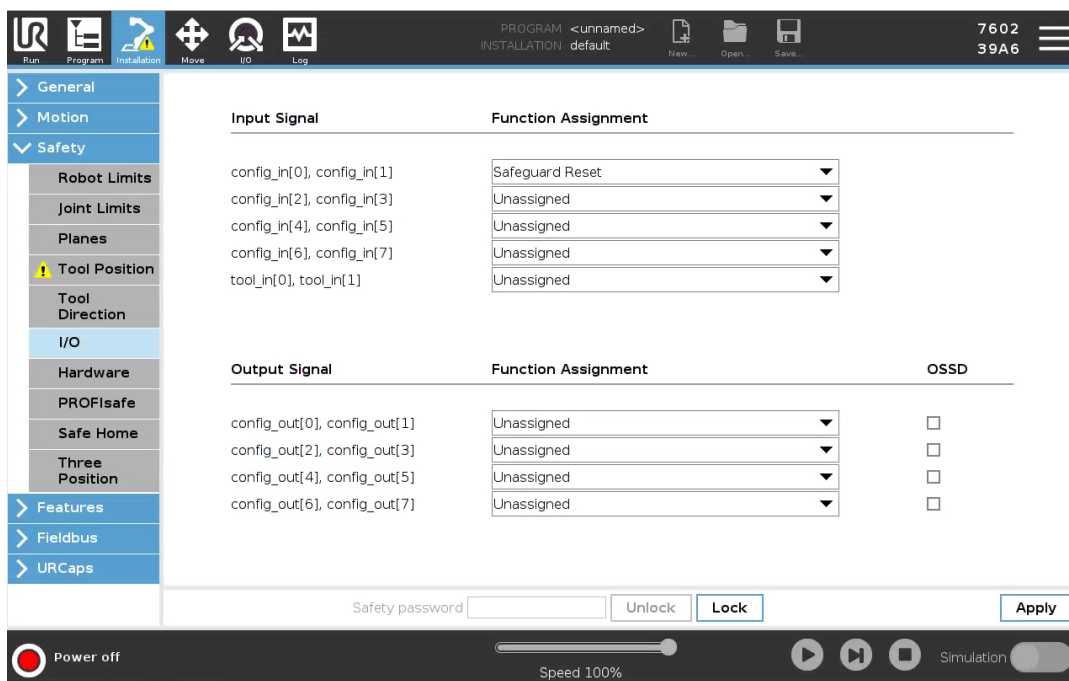 PROGRAM <unnamed>
INSTALLATION default
7602
39A6
UR
Run
Program
Installation
Move
I/O
Log
New...
Open...
Save...
General
Motion
Safety
Robot Limits
Joint Limits
Planes
Tool Position
Tool
Direction
I/O
Hardware
PROFIsafe
Safe Home
Three
Position
Features
Fieldbus
URCaps
Input Signal Function Assignment
config_in[0], config_in[1] Safeguard Reset
config_in[2], config_in[3] Unassigned
config_in[4], config_in[5] Unassigned
config_in[6], config_in[7] Unassigned
tool_in[0], tool_in[1] Unassigned
Output Signal Function Assignment OSSD
config_out[0], config_out[1] Unassigned
config_out[2], config_out[3] Unassigned
config_out[4], config_out[5] Unassigned
config_out[6], config_out[7] Unassigned
Safety password Unlock Lock Apply
Power off
Speed 100%
Simulation